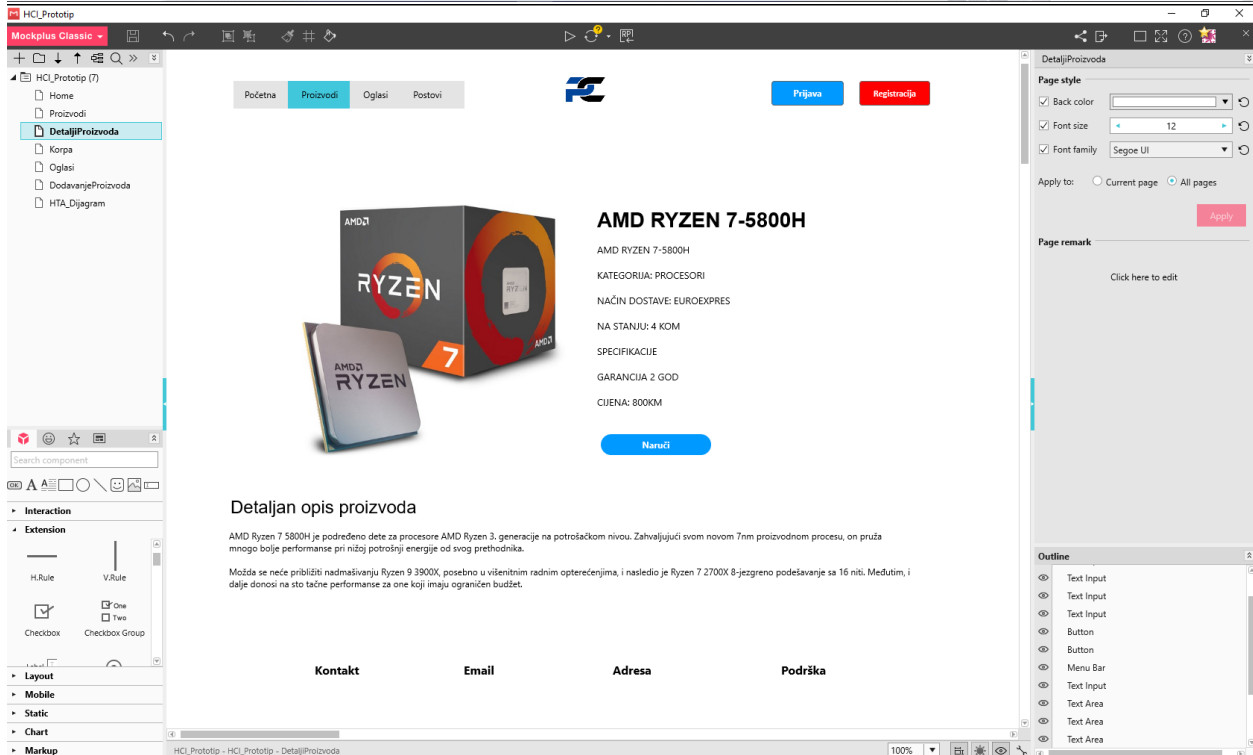 HCI_Prototip
Mockplus Classic
RP
HCI_Prototip (7)
Home
Proizvodi
DetaljiProizvoda
Korpa
Oglasi
DodavanjeProizvoda
HTA_Dijagram
Search component
OK A A
Interaction
Extension
H.Rule
V.Rule
Checkbox
One
Two
Checkbox Group
Layout
Mobile
Static
Chart
Markup
Početna
Proizvodi
Oglasi
Postovi
PC
Prijava
Registracija
AMD
RYZEN
RYZEN
AMD
7
AMD
RYZEN
AMD RYZEN 7-5800H
AMD RYZEN 7-5800H
KATEGORIJA: PROCESORI
NAČIN DOSTAVE: EUROEXPRES
NA STANJU: 4 KOM
SPECIFIKACIJE
GARANCIJA 2 GOD
CIJENA: 800KM
Naruči
Detaljan opis proizvoda
AMD Ryzen 7 5800H je podređeno dete za procesore AMD Ryzen 3. generacije na potrošačkom nivou. Zahvaljujući svom novom 7nm proizvodnom procesu, on pruža
mnogo bolje performanse pri nižoj potrošnji energije od svog prethodnika.
Možda se neće približiti nadmašivanju Ryzen 9 3900X, posebno u višenitnim radnim opterećenjima, i nasledio je Ryzen 7 2700X 8-jezgreno podešavanje sa 16 niti. Međutim, i
dalje donosi na sto tačne performanse za one koji imaju ograničen budžet.
Kontakt
Email
Adresa
Podrška
HCI_Prototip - HCI_Prototip - DetaljiProizvoda
100%
DetaljiProizvoda
Page style
Back color
Font size
12
Font family
Segoe UI
Apply to:
Current page
All pages
Apply
Page remark
Click here to edit
Outline
Text Input
Text Input
Text Input
Button
Button
Menu Bar
Text Input
Text Area
Text Area
Text Area